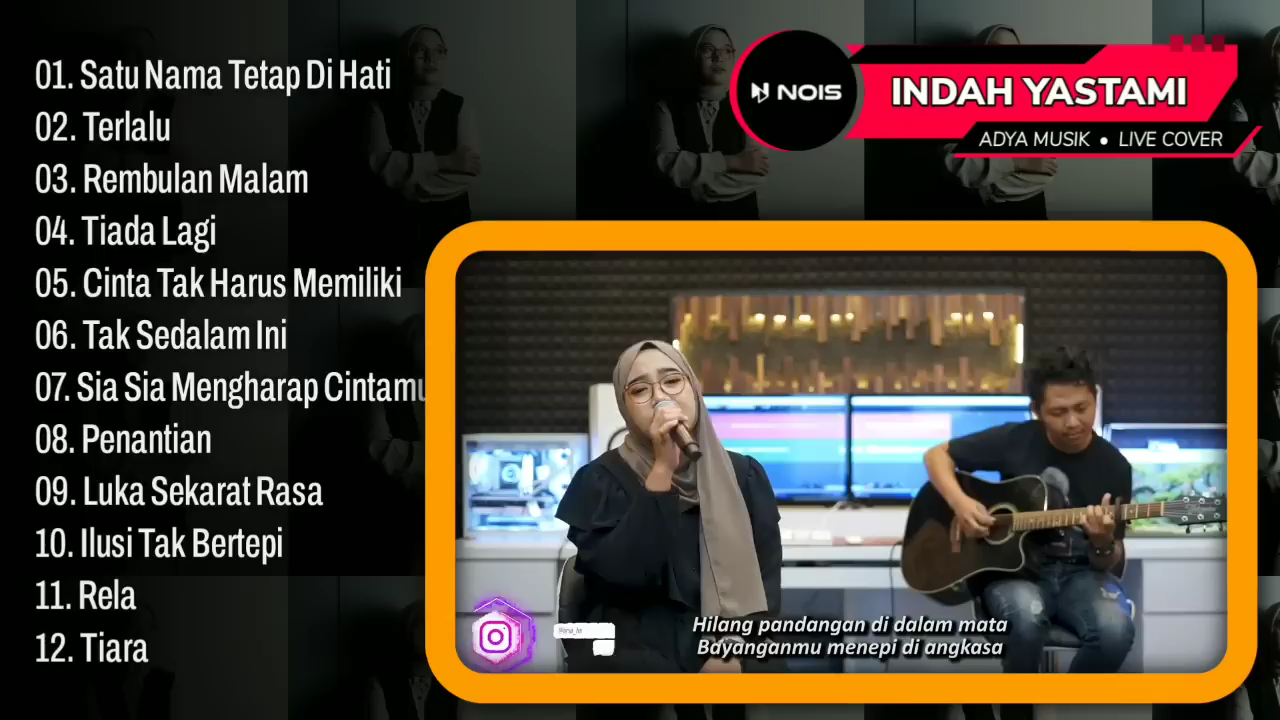 01. Satu Nama Tetap Di Hati
02. Terlalu
03. Rembulan Malam
04. Tiada Lagi
05. Cinta Tak Harus Memiliki
06. Tak Sedalam Ini
07. Sia Sia Mengharap Cintamu
08. Penantian
09. Luka Sekarat Rasa
10. Ilusi Tak Bertepi
11. Rela
12. Tiara
NOIS
INDAH YASTAMI
ADYA MUSIK • LIVE COVER
Hilang pandangan di dalam mata
Bayanganmu menepi di angkasa